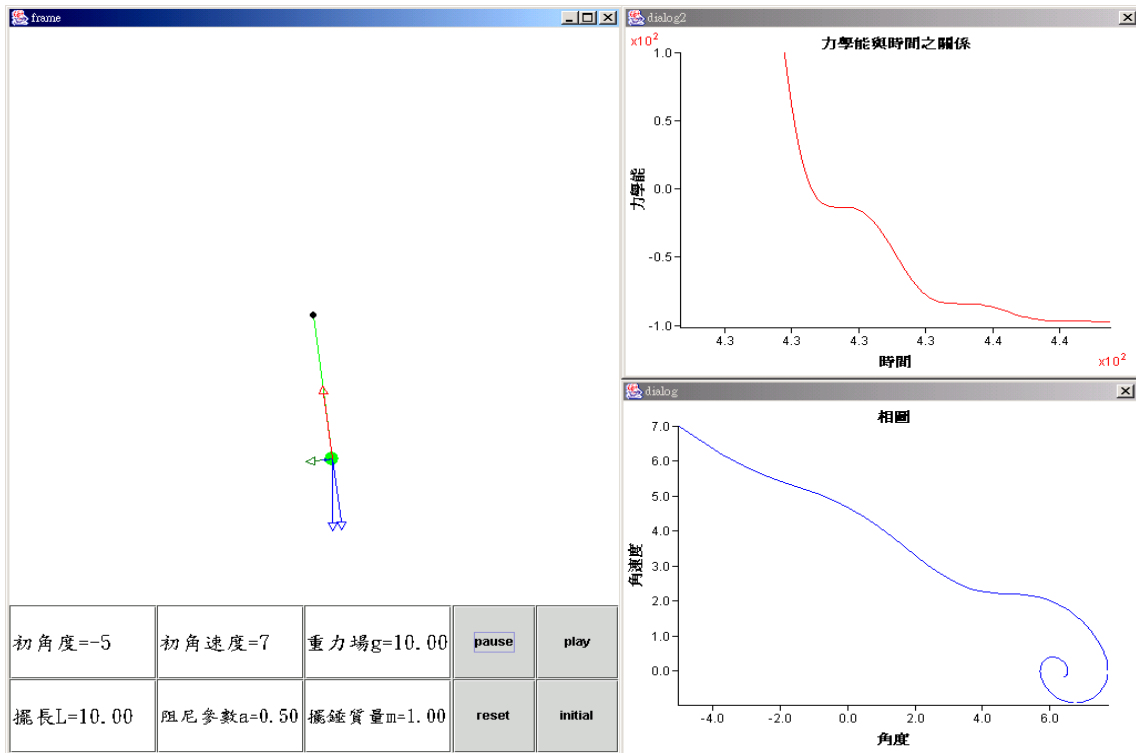 frame
初角度=-5
初角速度=7
重力場g=10.00
pause
play
擺長L=10.00
阻尼參數a=0.50
擺錘質量m=1.00
reset
initial
dialog2
力學能與時間之關係
x10²
1.0
0.5
0.0
-0.5
-1.0
力學能
4.3 4.3 4.3 4.3 4.4 4.4
時間
x10²
dialog
相圖
7.0
6.0
5.0
4.0
3.0
2.0
1.0
0.0
角速度
-4.0 -2.0 0.0 2.0 4.0 6.0
角度